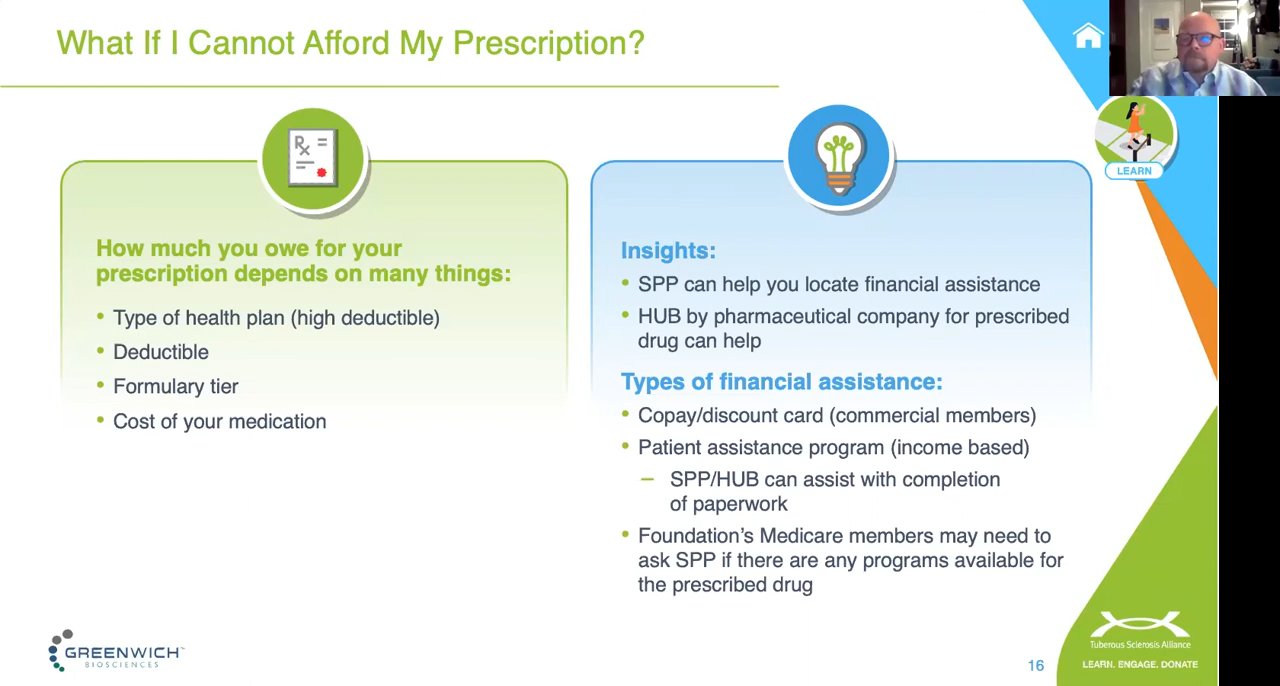 What If I Cannot Afford My Prescription?
Rx
LEARN
How much you owe for your
prescription depends on many things:
• Type of health plan (high deductible)
• Deductible
• Formulary tier
• Cost of your medication
Insights:
• SPP can help you locate financial assistance
• HUB by pharmaceutical company for prescribed
drug can help
Types of financial assistance:
• Copay/discount card (commercial members)
• Patient assistance program (income based)
– SPP/HUB can assist with completion
of paperwork
• Foundation’s Medicare members may need to
ask SPP if there are any programs available for
the prescribed drug
GREENWICH
BIOSCIENCES
16
Tuberous Sclerosis Alliance
LEARN. ENGAGE. DONATE